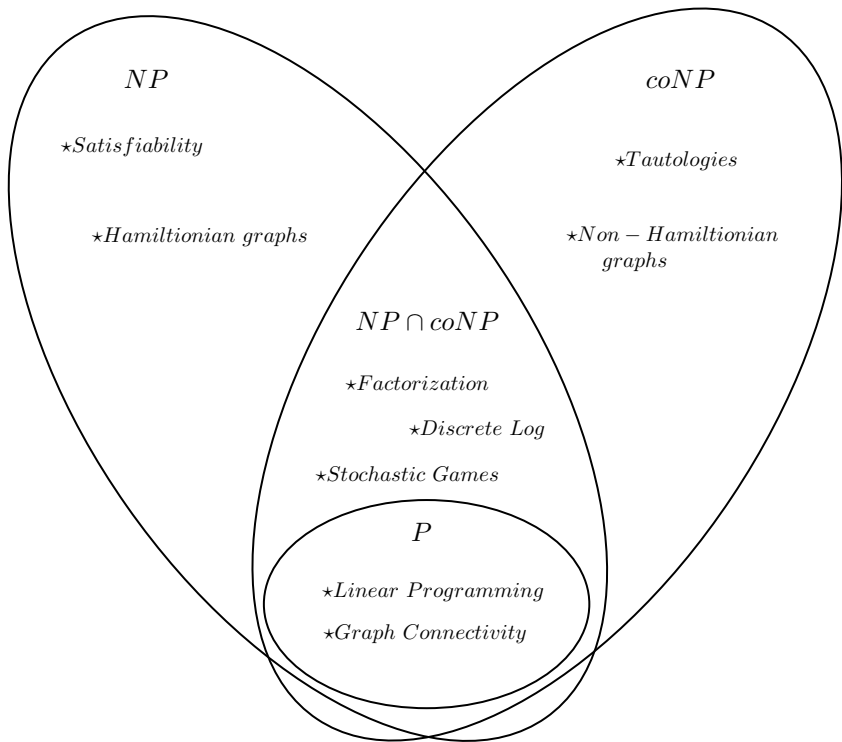 NP
coNP
⋆Satisfiability
⋆Tautologies
⋆Hamiltionian graphs
⋆Non − Hamiltionian
graphs
NP ∩ coNP
⋆Factorization
⋆Discrete Log
⋆Stochastic Games
P
⋆Linear Programming
⋆Graph Connectivity